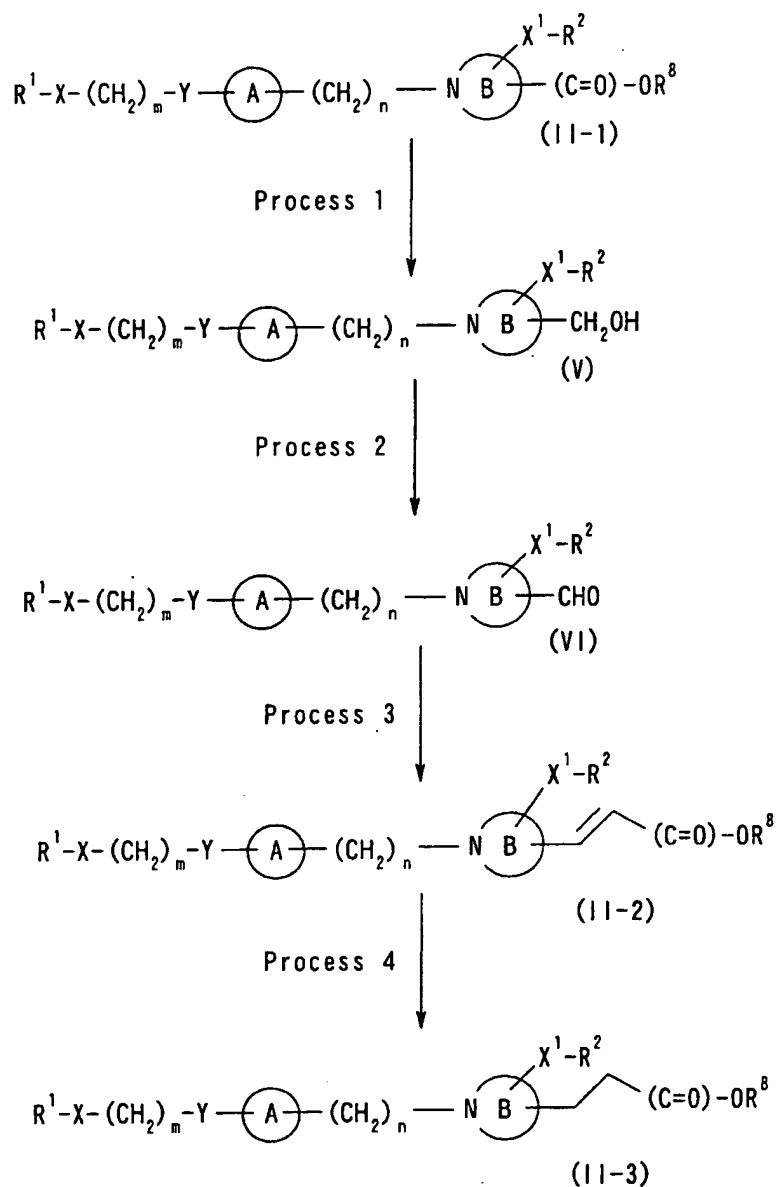 X¹-R²
R¹-X-(CH₂)ₘ-Y-A-(CH₂)ₙ-N B-(C=O)-OR⁸
(II-1)
Process 1
X¹-R²
R¹-X-(CH₂)ₘ-Y-A-(CH₂)ₙ-N B-CH₂OH
(V)
Process 2
X¹-R²
R¹-X-(CH₂)ₘ-Y-A-(CH₂)ₙ-N B-CHO
(VI)
Process 3
X¹-R²
R¹-X-(CH₂)ₘ-Y-A-(CH₂)ₙ-N B (C=O)-OR⁸
(II-2)
Process 4
X¹-R²
R¹-X-(CH₂)ₘ-Y-A-(CH₂)ₙ-N B (C=O)-OR⁸
(II-3)